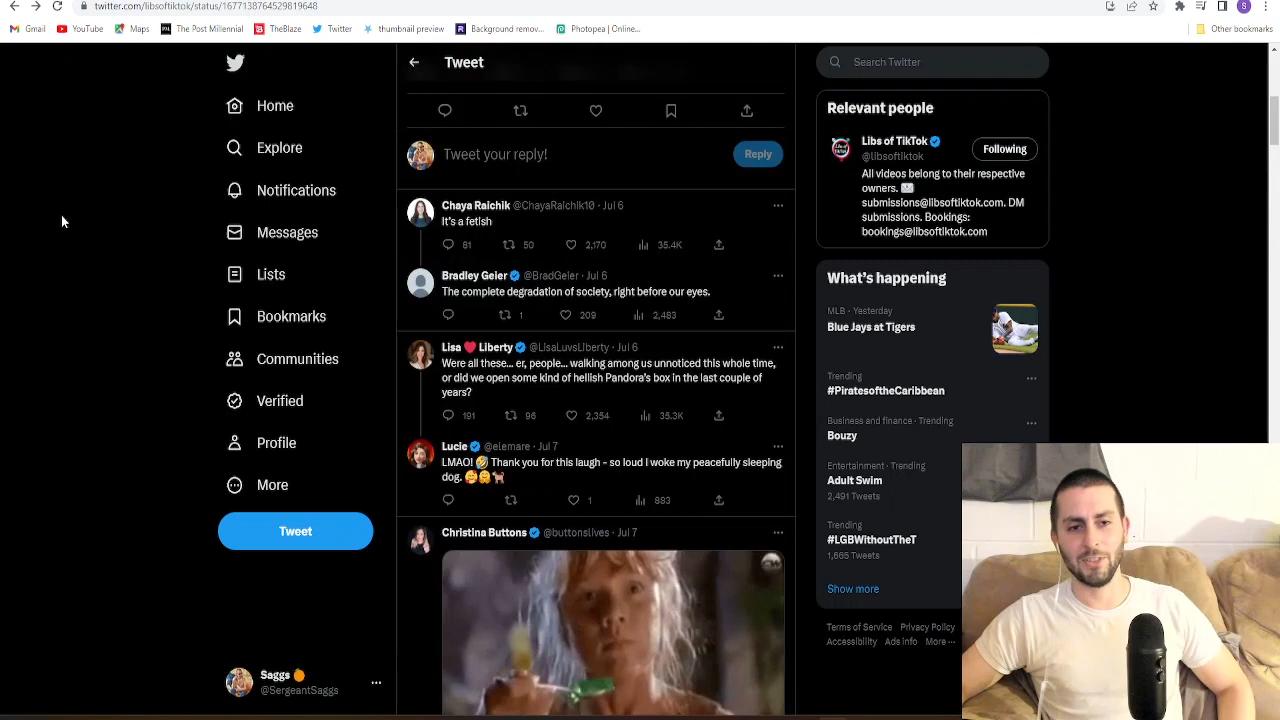 twitter.com/libsoftiktok/status/1677138764529819648
Gmail
YouTube
Maps
The Post Millennial
TheBlaze
Twitter
thumbnail preview
Background remov...
Photopea | Online...
Other bookmarks
Home
Explore
Notifications
Messages
Lists
Bookmarks
Communities
Verified
Profile
More
Tweet
Saggs
@SergeantSaggs
Tweet
Tweet your reply!
Reply
Chaya Raichik @ChayaRaichik10 · Jul 6
It's a fetish
81 50 2,170 35.4K
Bradley Geier @BradGeier · Jul 6
The complete degradation of society, right before our eyes.
1 209 2,483
Lisa ❤️ Liberty @LisaLuvsLiberty · Jul 6
Were all these... er, people... walking among us unnoticed this whole time,
or did we open some kind of hellish Pandora's box in the last couple of
years?
191 96 2,354 35.3K
Lucie @elemare · Jul 7
LMAO! 🤣 Thank you for this laugh - so loud I woke my peacefully sleeping
dog. 🥰🤗🐕
1 883
Christina Buttons @buttonslives · Jul 7
Search Twitter
Relevant people
Libs of TikTok
@libsoftiktok
Following
All videos belong to their respective
owners. 📨
submissions@libsoftiktok.com. DM
submissions. Bookings:
bookings@libsoftiktok.com
What's happening
MLB · Yesterday
Blue Jays at Tigers
Trending
#PiratesoftheCaribbean
Business and finance · Trending
Bouzy
Entertainment · Trending
Adult Swim
2,491 Tweets
Trending
#LGBWithoutTheT
1,665 Tweets
Show more
Terms of Service Privacy Policy
Accessibility Ads info More ...